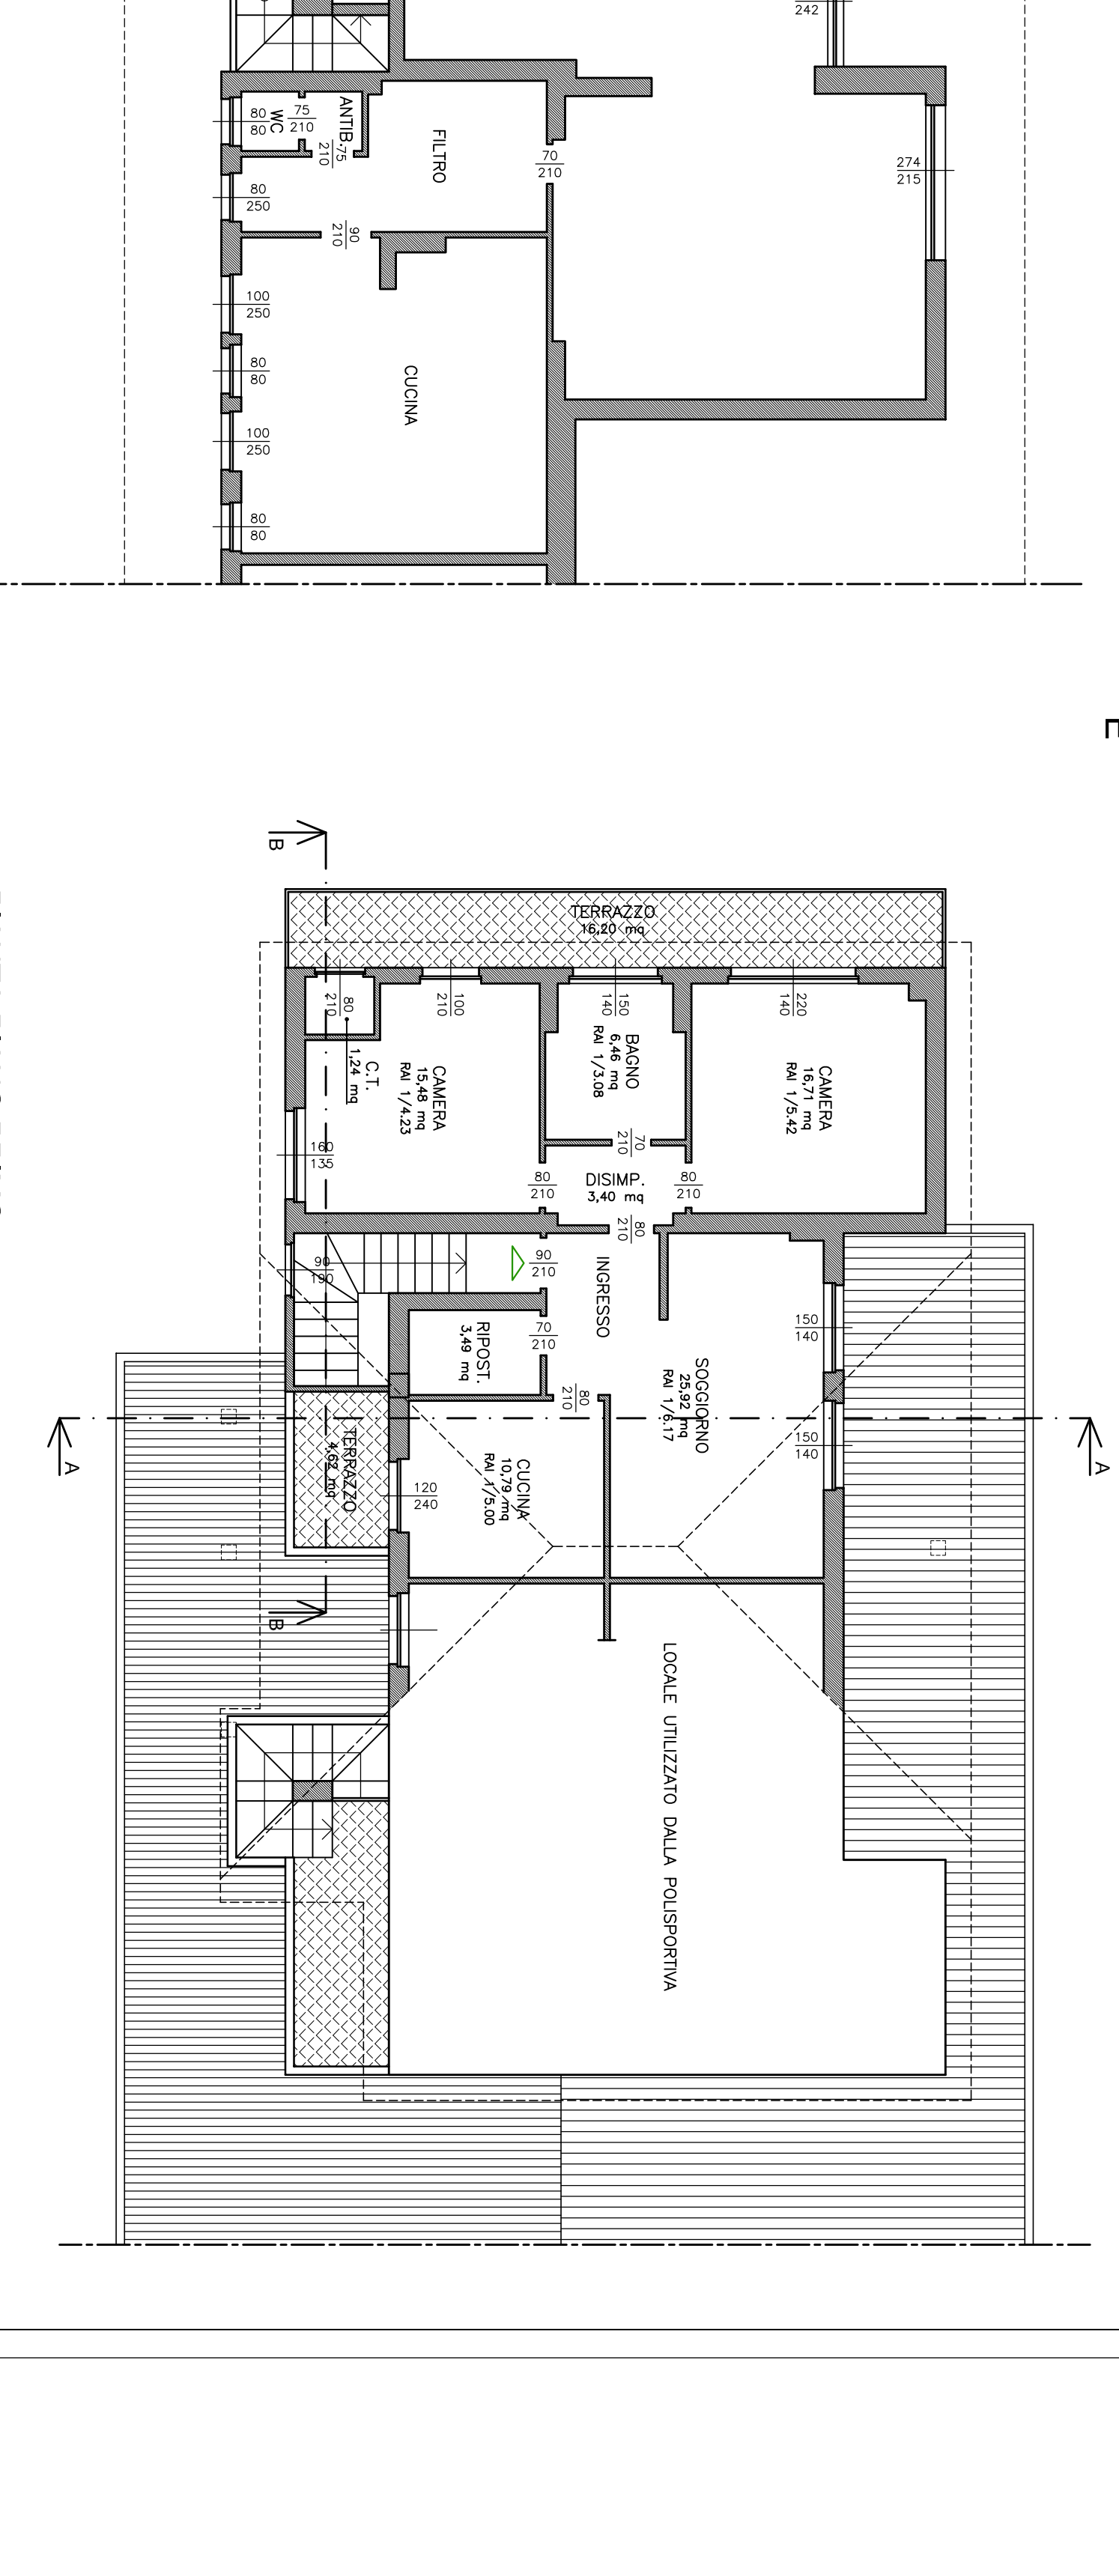 242
ANTIB.
WC
80
80
75
210
75
210
FILTRO
70
210
274
215
80
250
90
210
100
250
80
80
CUCINA
100
250
80
80
B
TERRAZZO
16,20 mq
80
210
100
210
150
140
220
140
C.T.
1,24 mq
CAMERA
15,48 mq
RAI 1/4.23
BAGNO
6,46 mq
RAI 1/3.08
CAMERA
16,71 mq
RAI 1/5.42
160
135
70
210
80
210
DISIMP.
3,40 mq
80
210
80
210
90
190
90
210
INGRESSO
RIPOST.
3,49 mq
70
210
150
140
SOGGIORNO
25,92 mq
RAI 1/6.17
80
210
A
A
TERRAZZO
4,62 mq
150
140
120
240
CUCINA
10,79 mq
RAI 1/5.00
B
LOCALE UTILIZZATO DALLA POLISPORTIVA